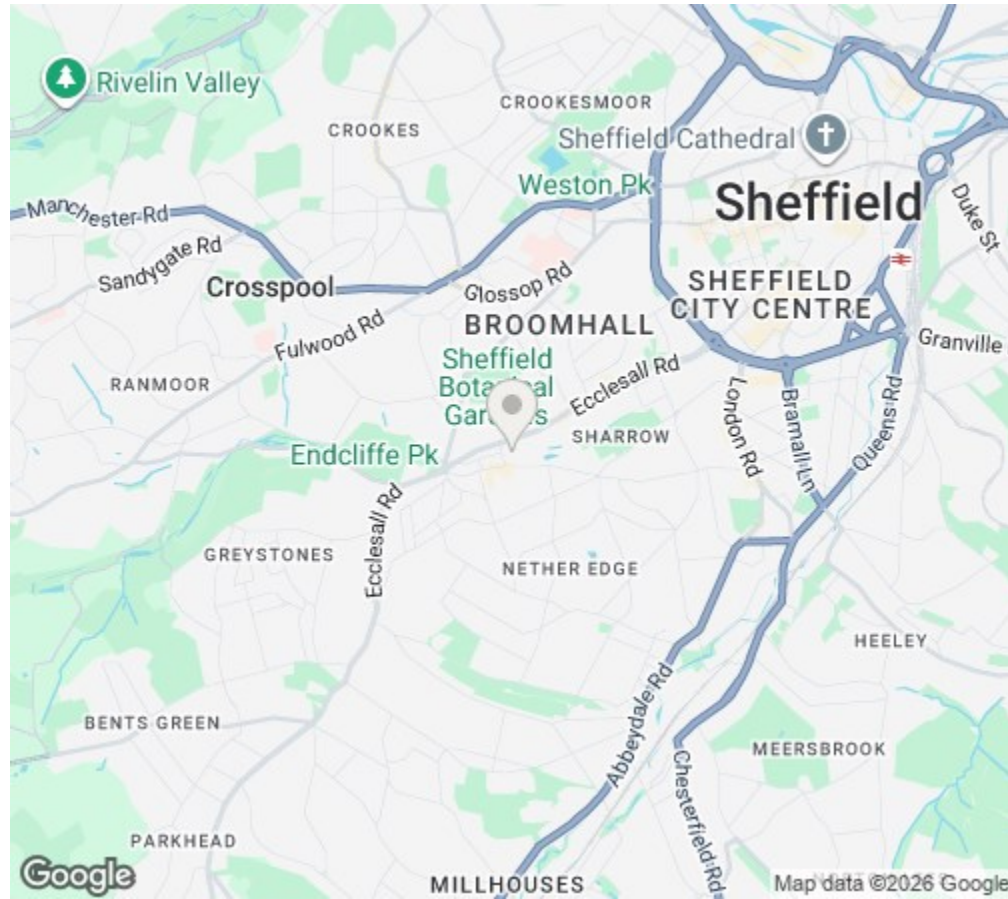 Rivelin Valley
CROOKESMOOR
CROOKES
Sheffield Cathedral
Weston Pk
Sheffield
Manchester Rd
Duke St
Sandygate Rd
Crosspool
Glossop Rd
SHEFFIELD
CITY CENTRE
BROOMHALL
Fulwood Rd
Granville
Sheffield
Botanical
Gardens
Ecclesall Rd
RANMOOR
London Rd
Bramall Ln
Queens Rd
SHARROW
Endcliffe Pk
Ecclesall Rd
GREYSTONES
NETHER EDGE
HEELEY
Abbeydale Rd
BENTS GREEN
MEERSBROOK
Chesterfield Rd
PARKHEAD
Google
MILLHOUSES
Map data ©2026 Google